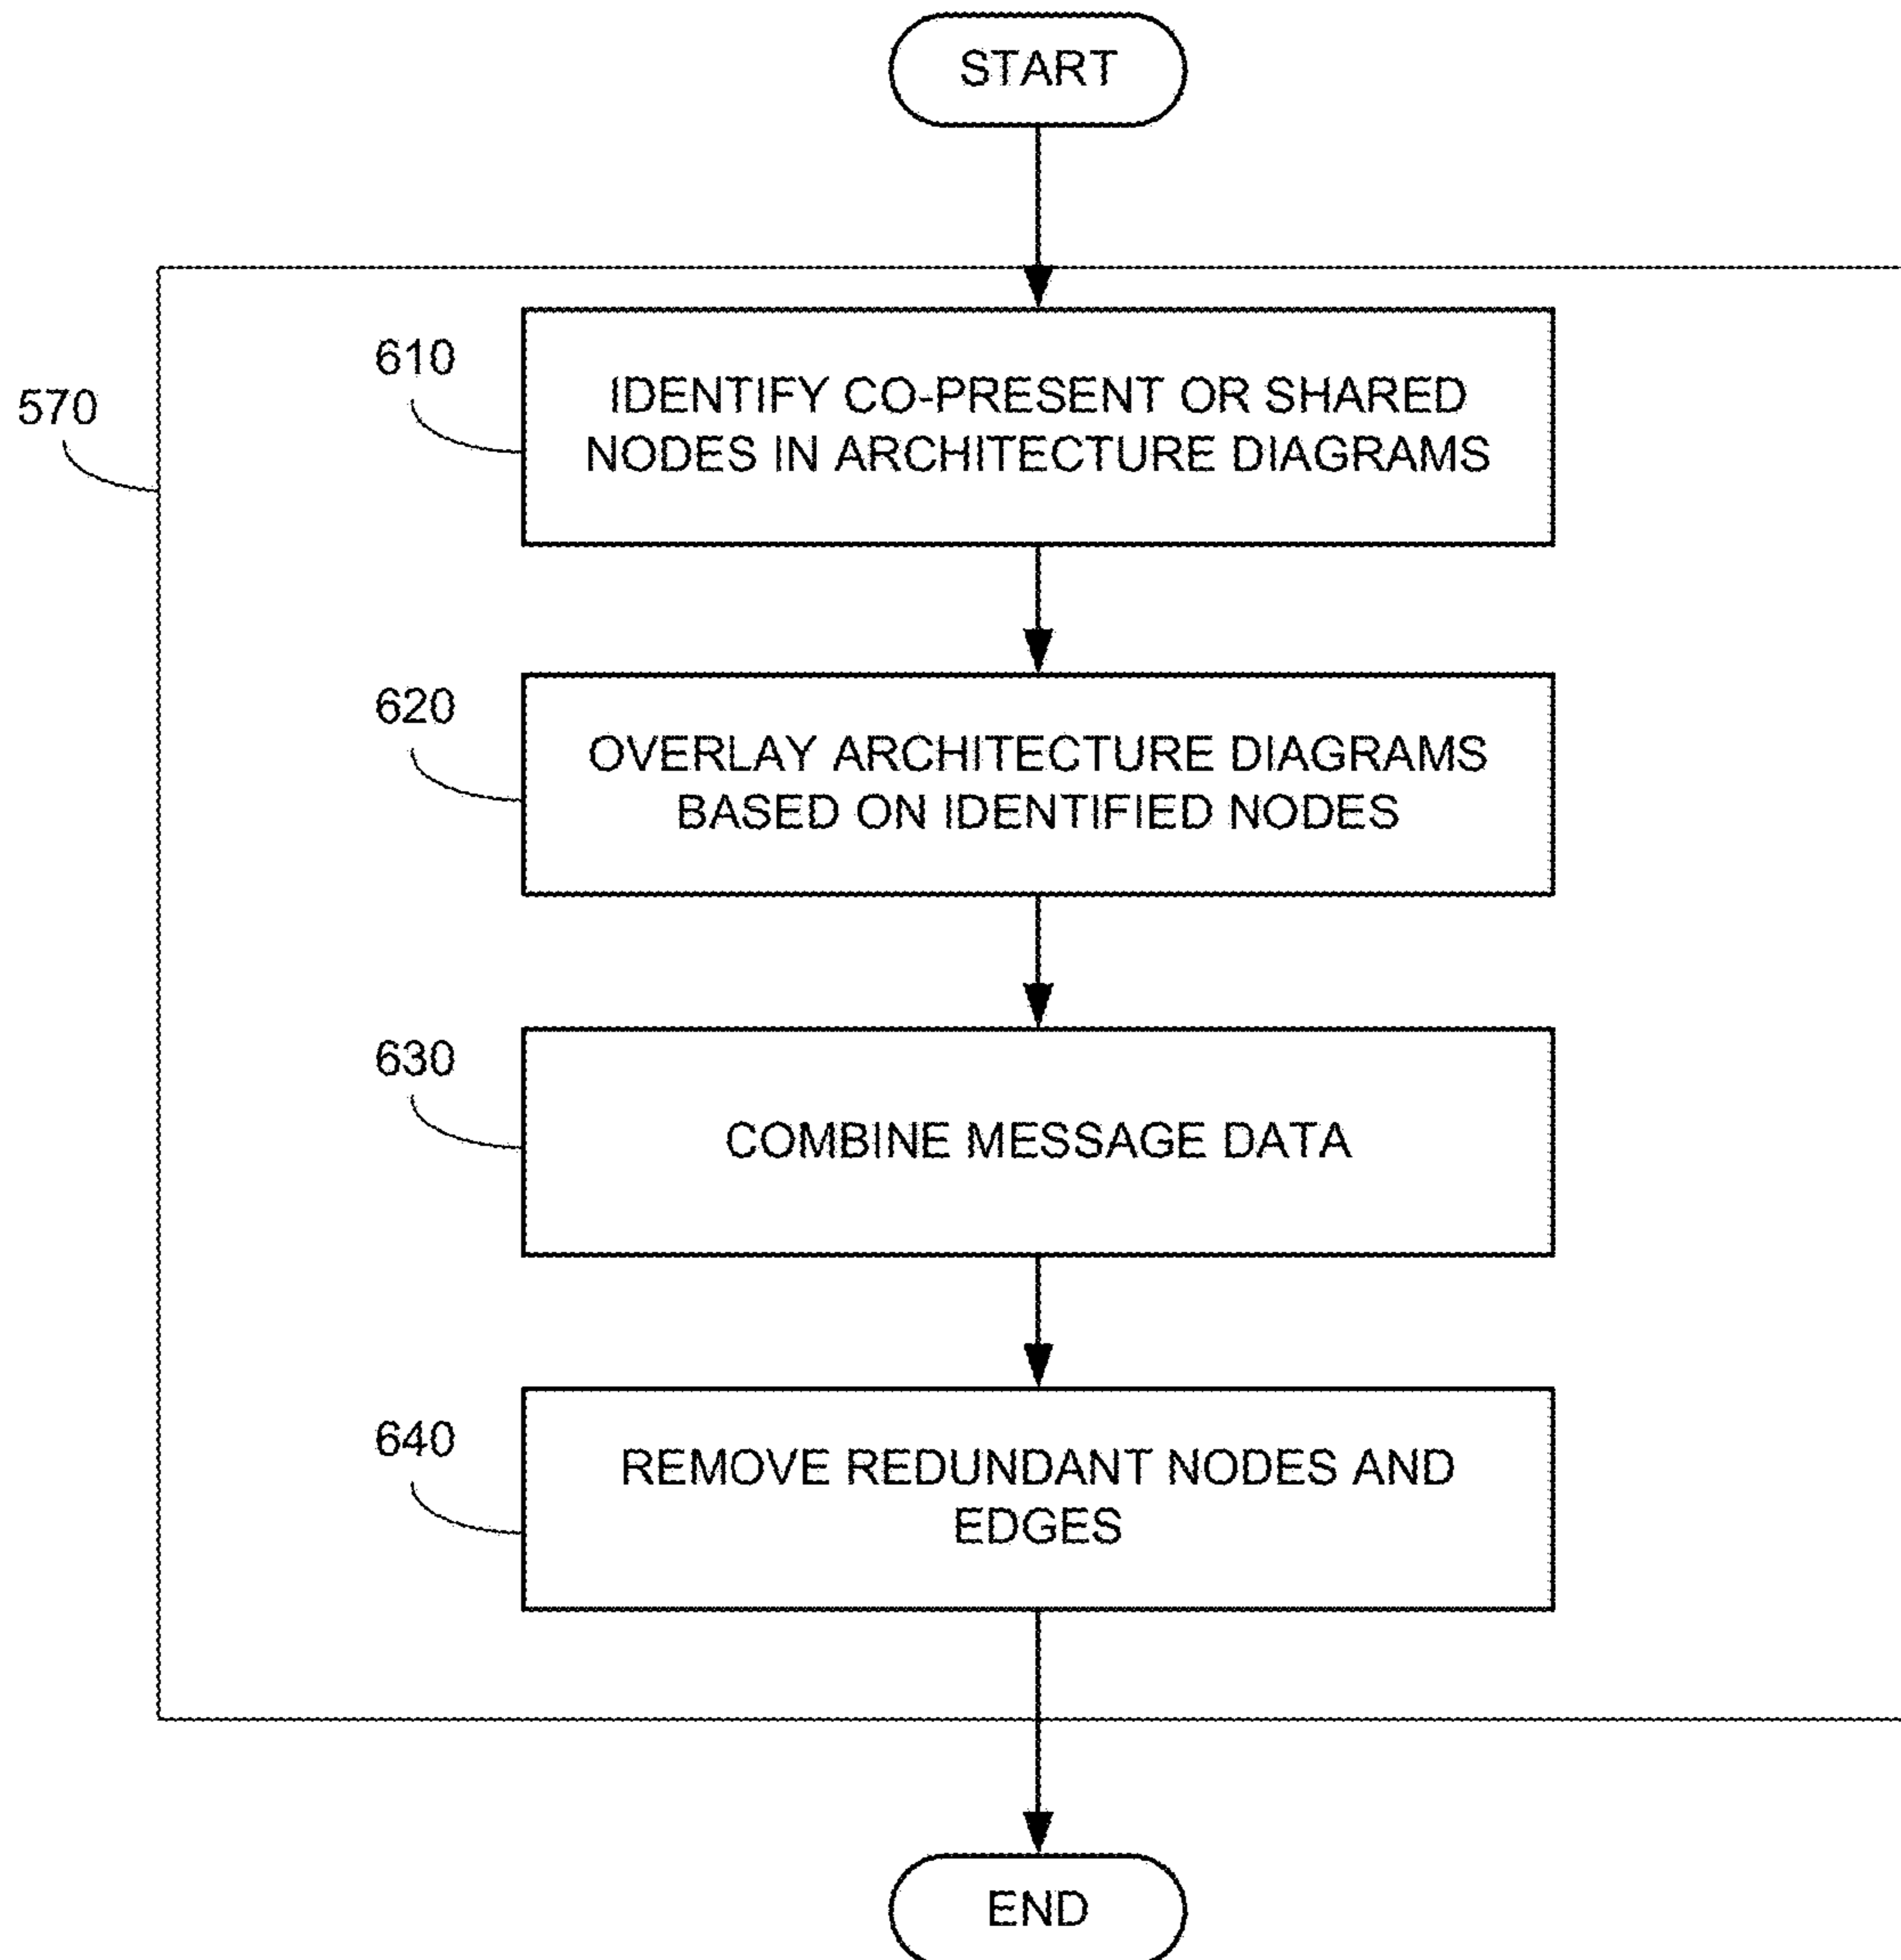 START
610
IDENTIFY CO-PRESENT OR SHARED
NODES IN ARCHITECTURE DIAGRAMS
570
620
OVERLAY ARCHITECTURE DIAGRAMS
BASED ON IDENTIFIED NODES
630
COMBINE MESSAGE DATA
640
REMOVE REDUNDANT NODES AND
EDGES
END